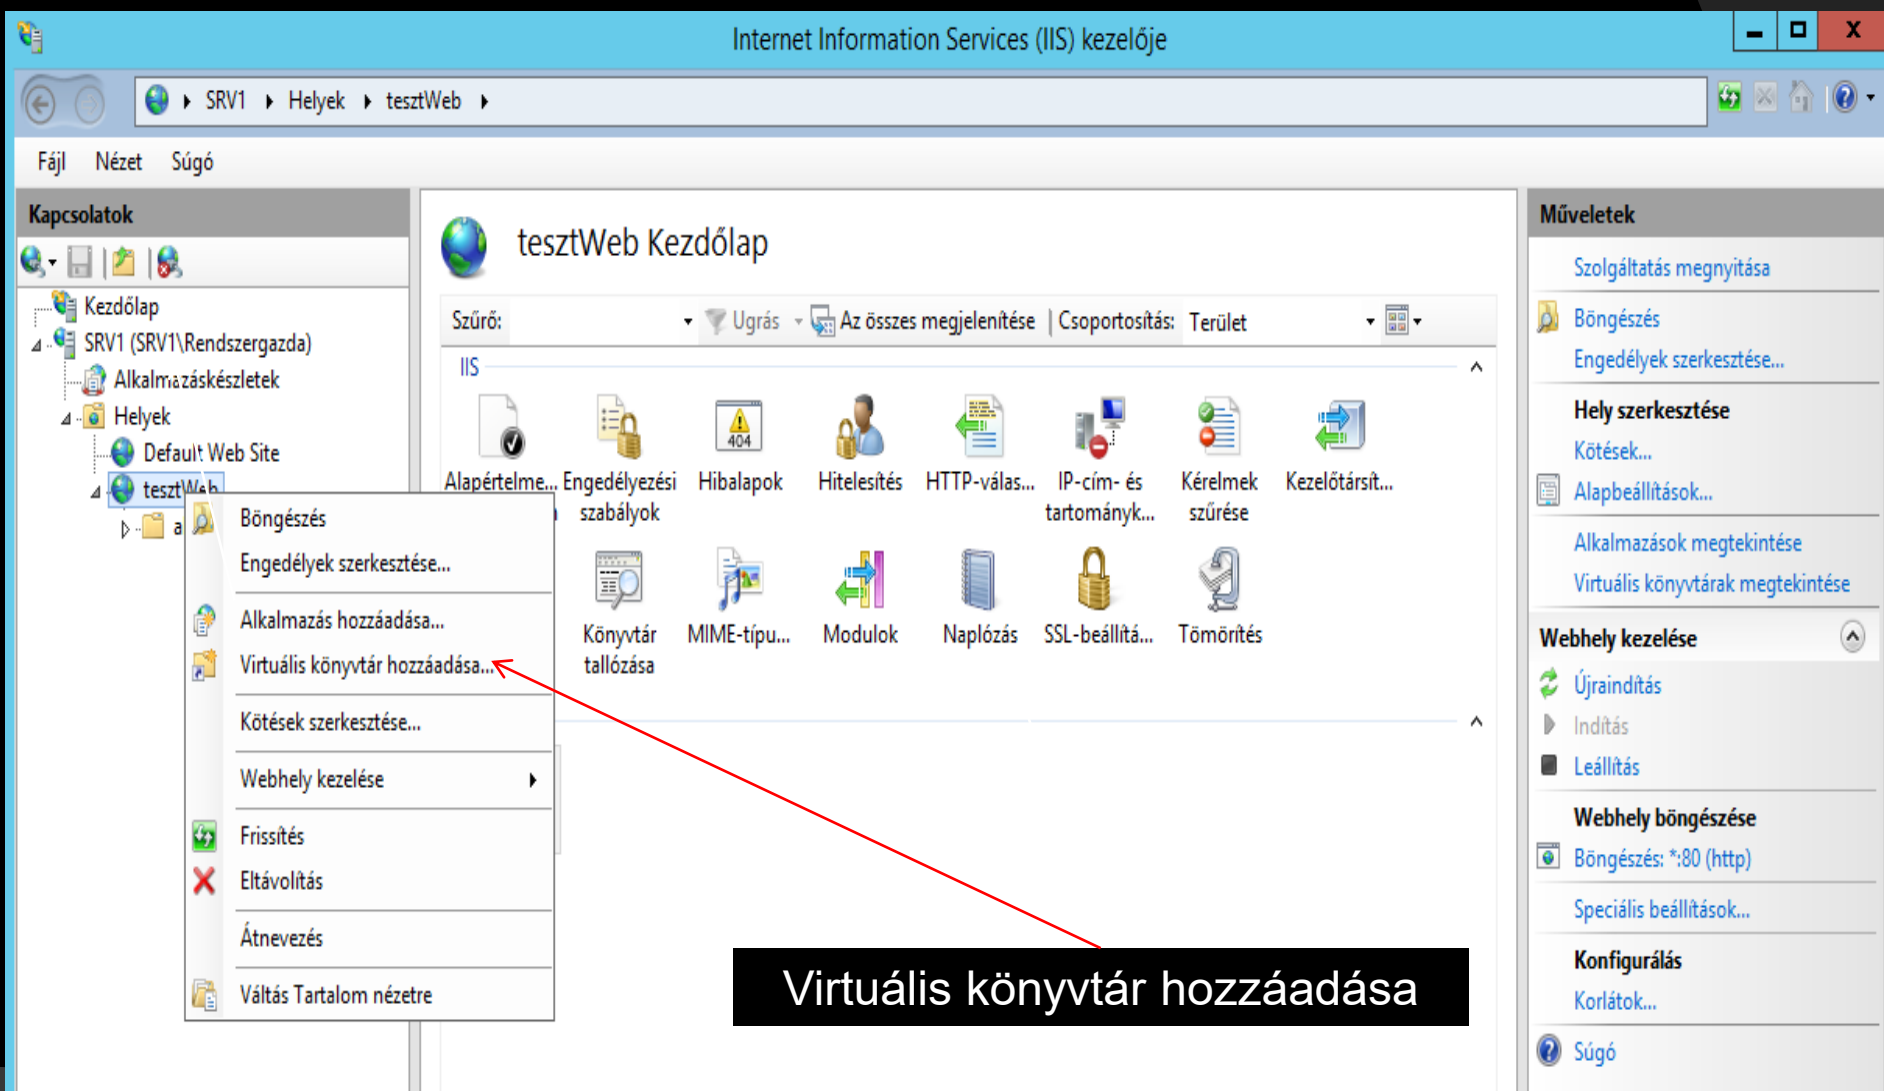 Internet Information Services (IIS) kezelője
SRV1 Helyek tesztWeb
Fájl Nézet Súgó
Kapcsolatok
Kezdőlap
SRV1 (SRV1\Rendszergazda)
Alkalmazáskészletek
Helyek
Default Web Site
tesztWeb
a
Böngészés
Engedélyek szerkesztése...
Alkalmazás hozzáadása...
Virtuális könyvtár hozzáadása...
Kötések szerkesztése...
Webhely kezelése
Frissítés
Eltávolítás
Átnevezés
Váltás Tartalom nézetre
tesztWeb Kezdőlap
Szűrő: Ugrás Az összes megjelenítése Csoportosítás: Terület
IIS
Alapértelme... Engedélyezési Hibalapok Hitelesítés HTTP-válas... IP-cím- és Kérelmek Kezelőtársít...
szabályok tartományk... szűrése
404
Könyvtár MIME-típu... Modulok Naplózás SSL-beállítá... Tömörítés
tallózása
Virtuális könyvtár hozzáadása
Műveletek
Szolgáltatás megnyitása
Böngészés
Engedélyek szerkesztése...
Hely szerkesztése
Kötések...
Alapbeállítások...
Alkalmazások megtekintése
Virtuális könyvtárak megtekintése
Webhely kezelése
Újraindítás
Indítás
Leállítás
Webhely böngészése
Böngészés: *:80 (http)
Speciális beállítások...
Konfigurálás
Korlátok...
Súgó